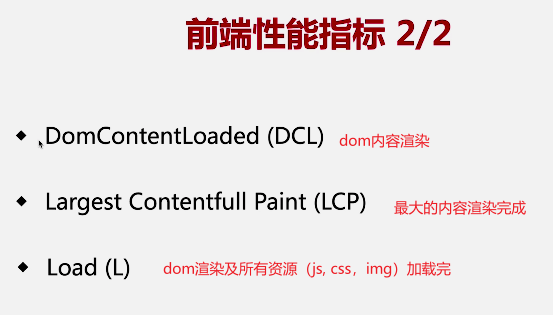 前端性能指标 2/2
DomContentLoaded (DCL) dom内容渲染
Largest Contentfull Paint (LCP) 最大的内容渲染完成
Load (L) dom渲染及所有资源（js, css，img）加载完